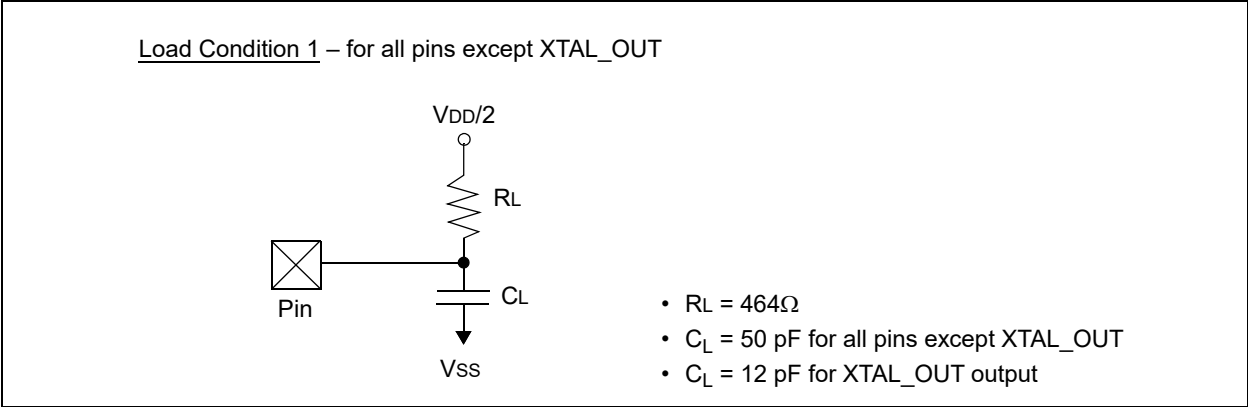 Load Condition 1 – for all pins except XTAL_OUT
VDD/2
RL
Pin
CL
VSS
• RL = 464Ω
• CL = 50 pF for all pins except XTAL_OUT
• CL = 12 pF for XTAL_OUT output